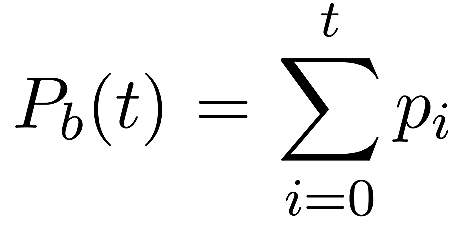 P_b(t) = \sum_{i=0}^{t} p_i